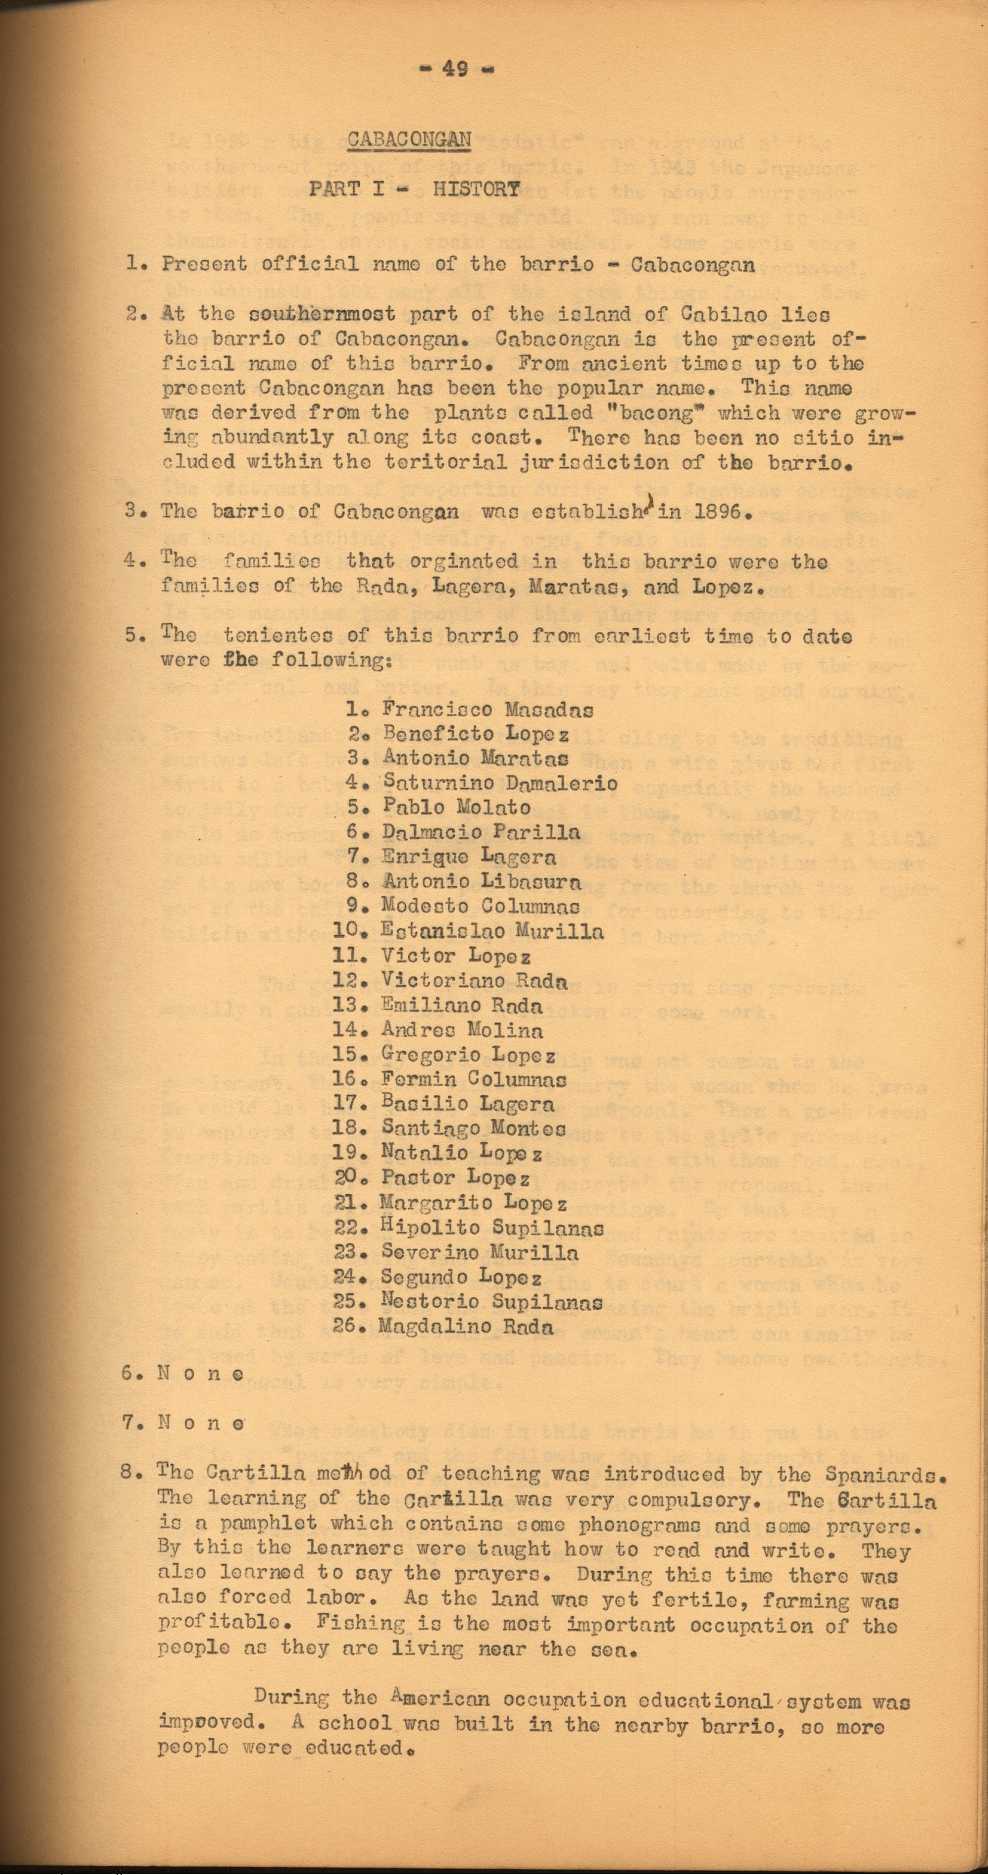 - 49 -
CABACONGAN
PART I - HISTORY
1. Present official name of the barrio - Cabacongan
2. At the southernmost part of the island of Cabilao lies
the barrio of Cabacongan. Cabacongan is the present of-
ficial name of this barrio. From ancient times up to the
present Cabacongan has been the popular name. This name
was derived from the plants called "bacong" which were grow-
ing abundantly along its coast. There has been no sitio in-
cluded within the teritorial jurisdiction of the barrio.
3. The barrio of Cabacongan was establish in 1896.
4. The families that orginated in this barrio were the
families of the Rada, Lagera, Maratas, and Lopez.
5. The tenientes of this barrio from earliest time to date
were the following:
1. Francisco Masadas
2. Beneficto Lopez
3. Antonio Maratas
4. Saturnino Damalerio
5. Pablo Molato
6. Dalmacio Parilla
7. Enrique Lagera
8. Antonio Libasura
9. Modesto Columnas
10. Estanislao Murilla
11. Victor Lopez
12. Victoriano Rada
13. Emiliano Rada
14. Andres Molina
15. Gregorio Lopez
16. Fermin Columnas
17. Basilio Lagera
18. Santiago Montes
19. Natalio Lopez
20. Pastor Lopez
21. Margarito Lopez
22. Hipolito Supilanas
23. Severino Murilla
24. Segundo Lopez
25. Nestorio Supilanas
26. Magdalino Rada
6. N o n e
7. N o n e
8. The Cartilla method of teaching was introduced by the Spaniards.
The learning of the Cartilla was very compulsory. The Cartilla
is a pamphlet which contains some phonograms and some prayers.
By this the learners were taught how to read and write. They
also learned to say the prayers. During this time there was
also forced labor. As the land was yet fertile, farming was
profitable. Fishing is the most important occupation of the
people as they are living near the sea.
During the American occupation educational system was
improved. A school was built in the nearby barrio, so more
people were educated.